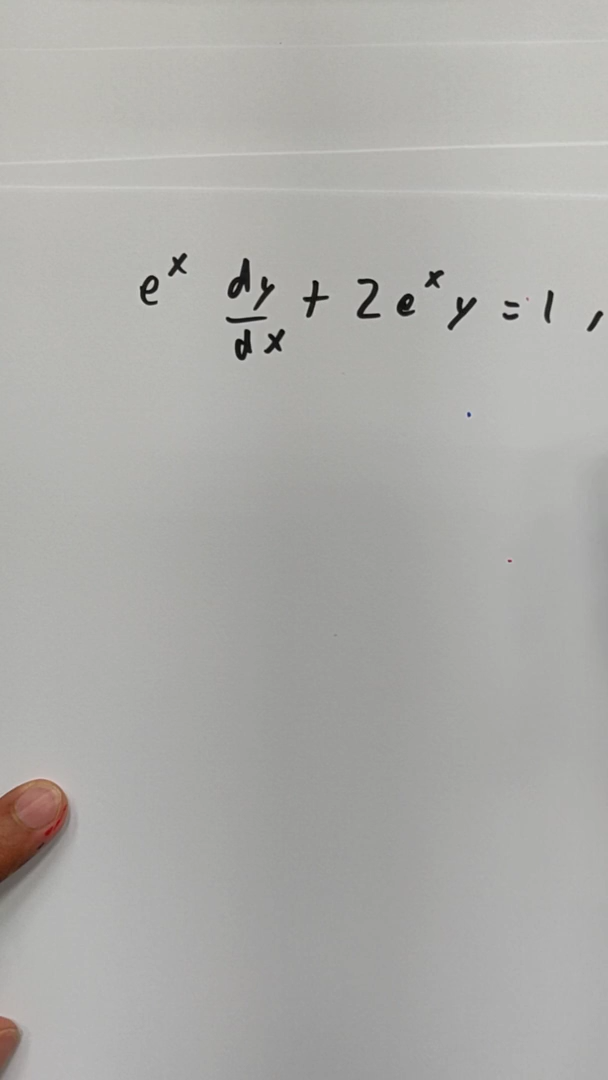 e^x dy/dx + 2e^x y = 1,